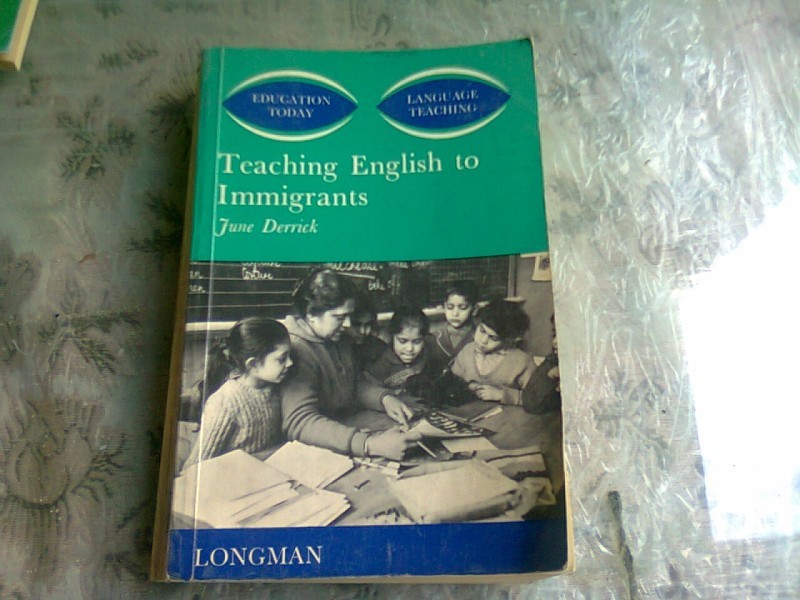 EDUCATION
TODAY
LANGUAGE
TEACHING
Teaching English to
Immigrants
June Derrick
LONGMAN